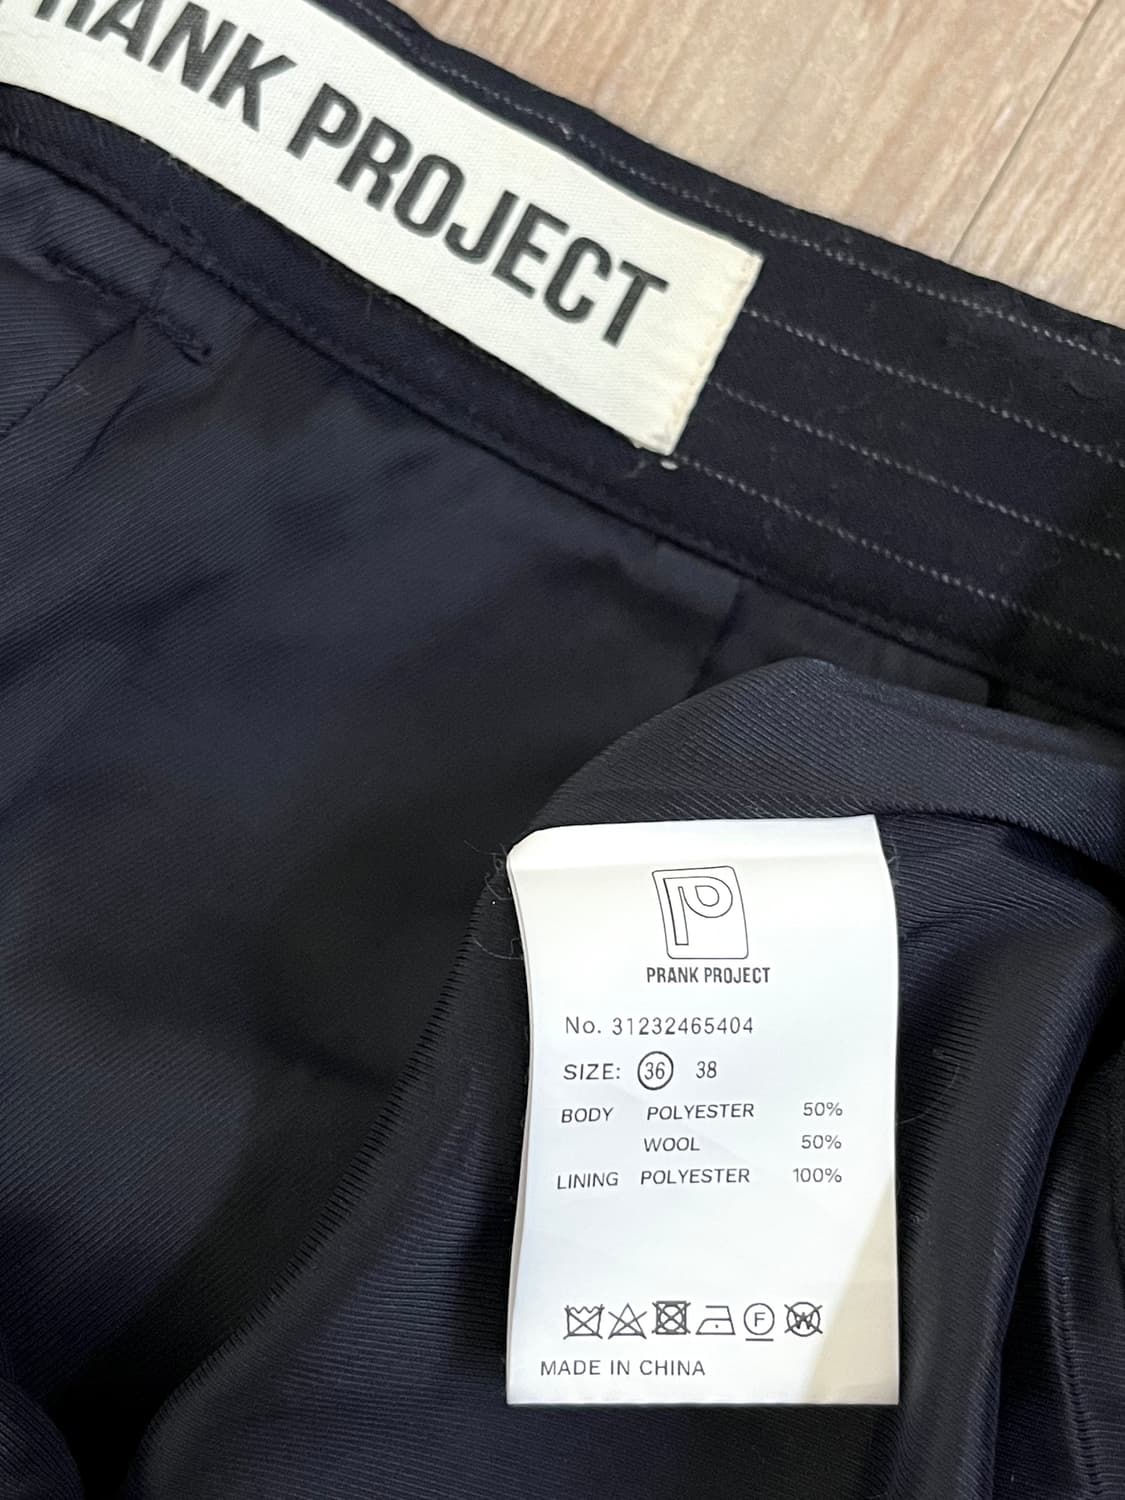 RANK PROJECT
PRANK PROJECT
No. 31232465404
SIZE: 36 38
BODY POLYESTER 50%
WOOL 50%
LINING POLYESTER 100%
F W
MADE IN CHINA